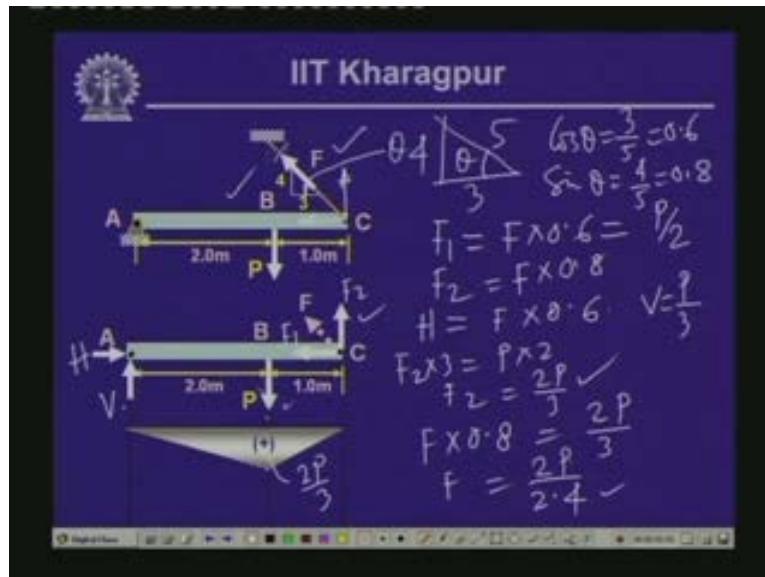 IIT Kharagpur
F
4
3
B
A
C
2.0m
1.0m
P
θ
4
θ
5
3
Cosθ = 3/5 = 0.6
Sin θ = 4/5 = 0.8
F₁ = F × 0.6 = P/2
F₂ = F × 0.8
H = F × 0.6
V = P/3
F₂ × 3 = P × 2
F₂ = 2P/3
F × 0.8 = 2P/3
F = 2P/2.4
F₂
F
A
B
F₁
C
H
V
2.0m
1.0m
P
(+)
2P/3